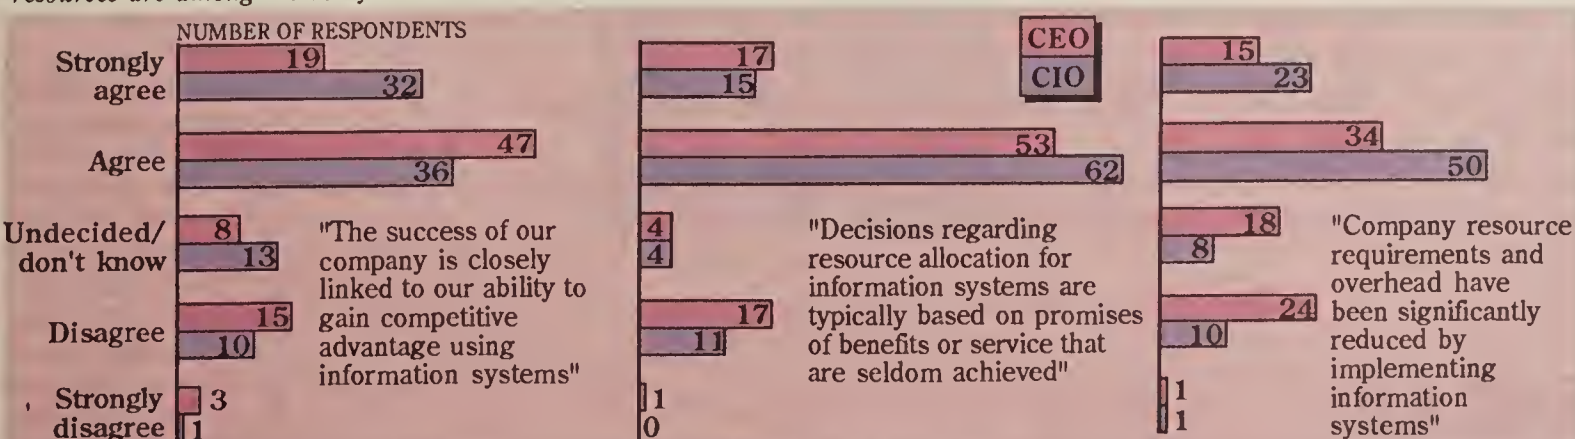 resources are among
NUMBER OF RESPONDENTS
CEO
CIO
Strongly
agree
19
32
17
15
15
23
Agree
47
36
53
62
34
50
Undecided/
don't know
8
13
4
4
18
8
Disagree
15
10
17
11
24
10
Strongly
disagree
3
1
1
0
1
1
"The success of our
company is closely
linked to our ability to
gain competitive
advantage using
information systems"
"Decisions regarding
resource allocation for
information systems are
typically based on promises
of benefits or service that
are seldom achieved"
"Company resource
requirements and
overhead have
been significantly
reduced by
implementing
information
systems"